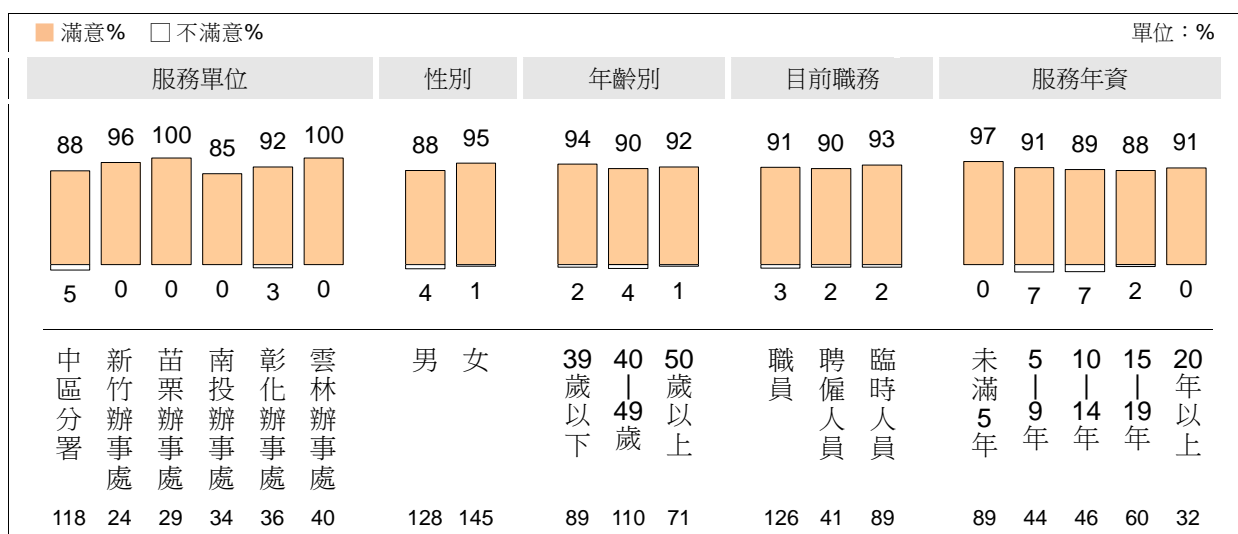 滿意% 不滿意% 單位：%
服務單位 性別 年齡別 目前職務 服務年資
88 96 100 85 92 100 88 95 94 90 92 91 90 93 97 91 89 88 91
5 0 0 0 3 0 4 1 2 4 1 3 2 2 0 7 7 2 0
中區分署
新竹辦事處
苗栗辦事處
南投辦事處
彰化辦事處
雲林辦事處
男
女
39歲以下
40－49歲
50歲以上
職員
聘僱人員
臨時人員
未滿5年
5－9年
10－14年
15－19年
20年以上
118 24 29 34 36 40 128 145 89 110 71 126 41 89 89 44 46 60 32